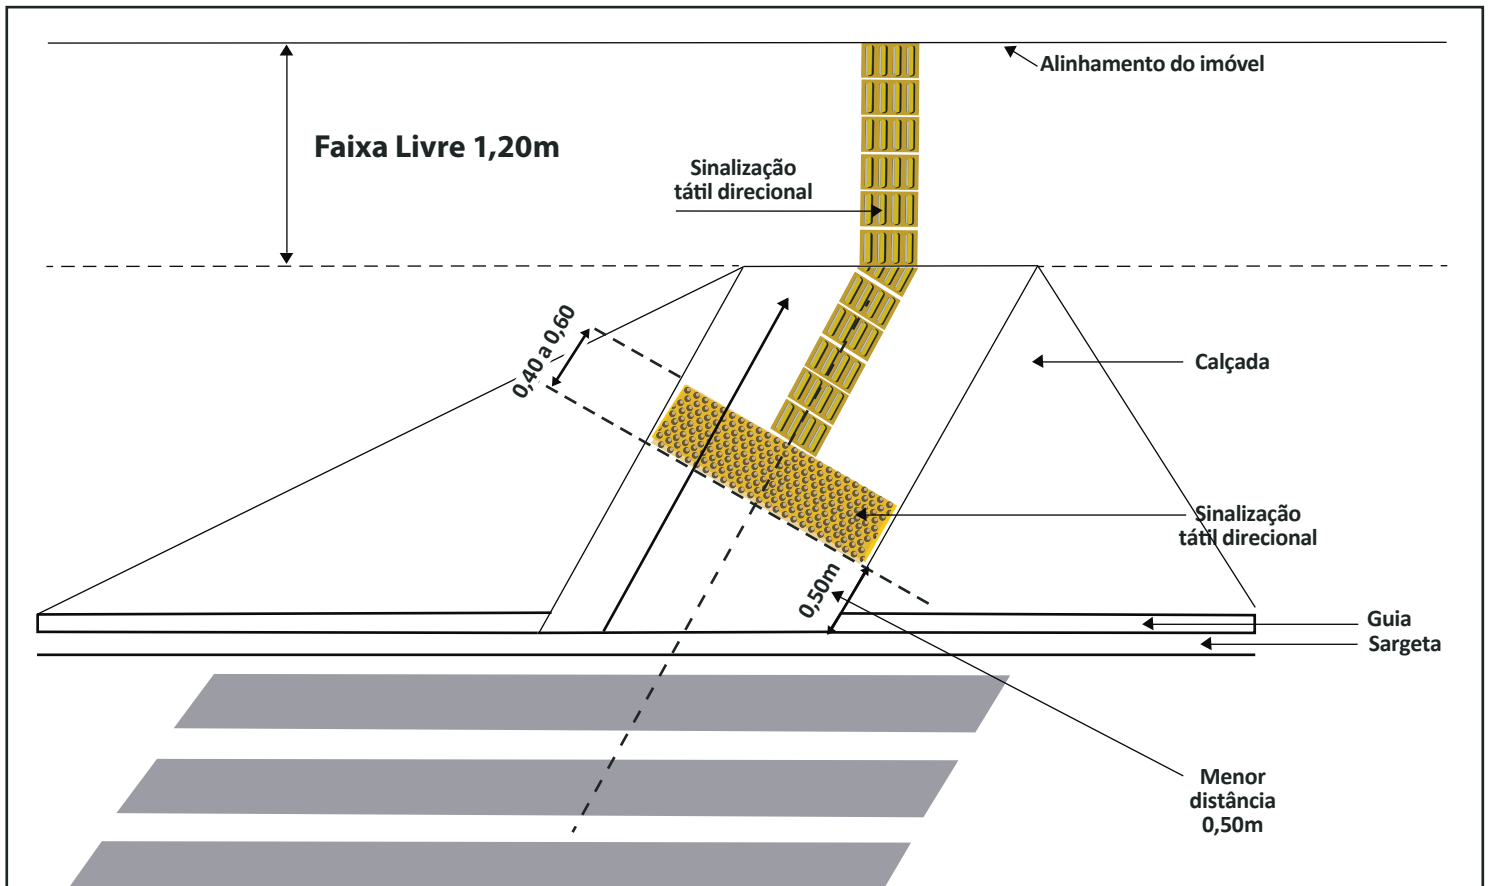 Alinhamento do imóvel
Faixa Livre 1,20m
Sinalização
tátil direcional
0,40 a 0,60
Calçada
Sinalização
tátil direcional
0,50m
Guia
Sargeta
Menor
distância
0,50m